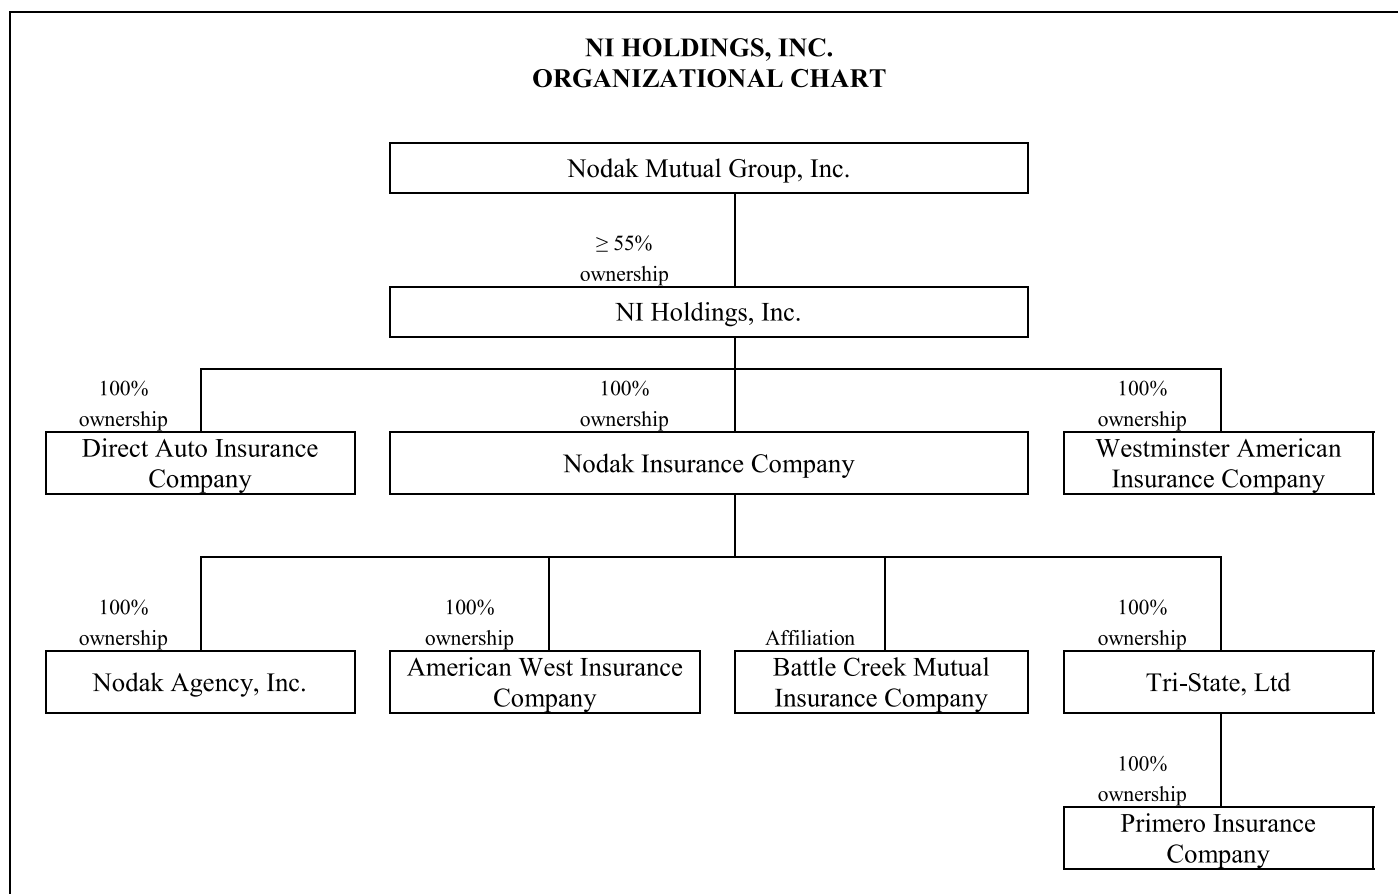 NI HOLDINGS, INC.
ORGANIZATIONAL CHART
Nodak Mutual Group, Inc.
≥ 55%
ownership
NI Holdings, Inc.
100%
ownership
100%
ownership
100%
ownership
Direct Auto Insurance
Company
Nodak Insurance Company
Westminster American
Insurance Company
100%
ownership
100%
ownership
Affiliation
100%
ownership
Nodak Agency, Inc.
American West Insurance
Company
Battle Creek Mutual
Insurance Company
Tri-State, Ltd
100%
ownership
Primero Insurance
Company